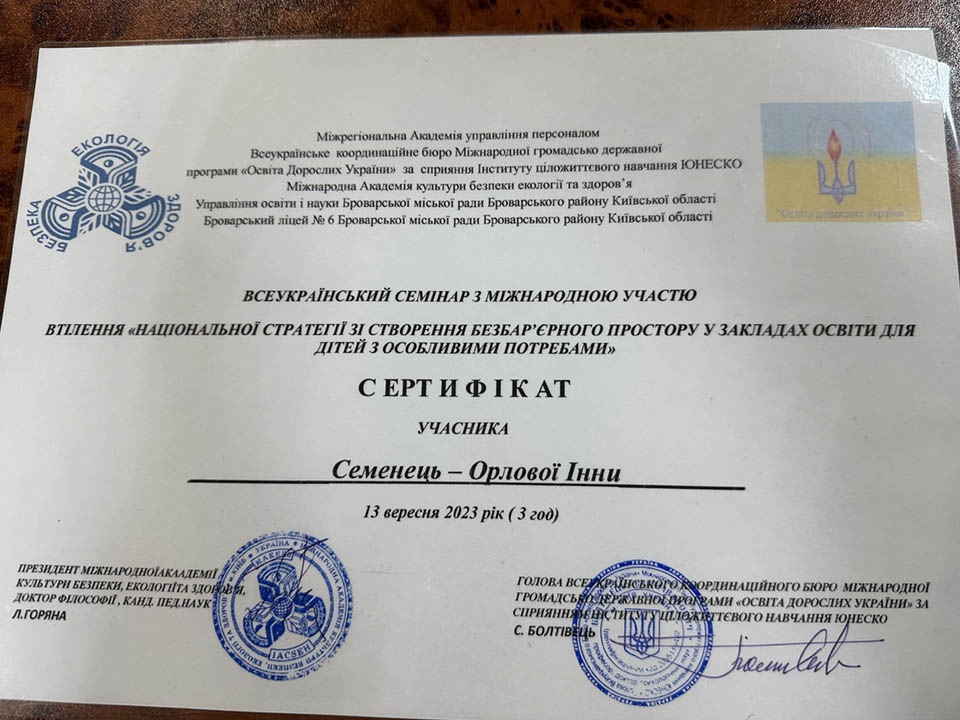 Міжрегіональна Академія управління персоналом
Всеукраїнське координаційне бюро Міжнародної громадсько державної
програми «Освіта Дорослих України» за сприяння Інституту ціложиттєвого навчання ЮНЕСКО
Міжнародна Академія культури безпеки екології та здоров'я
Управління освіти і науки Броварської міської ради Броварського району Київської області
Броварський ліцей № 6 Броварської міської ради Броварського району Київської області
ЕКОЛОГІЯ
БЕЗПЕКА
ЗДОРОВ'Я
Освіта дорослих України
ВСЕУКРАЇНСЬКИЙ СЕМІНАР З МІЖНАРОДНОЮ УЧАСТЮ
ВТІЛЕННЯ «НАЦІОНАЛЬНОЇ СТРАТЕГІЇ ЗІ СТВОРЕННЯ БЕЗБАР'ЄРНОГО ПРОСТОРУ У ЗАКЛАДАХ ОСВІТИ ДЛЯ
ДІТЕЙ З ОСОБЛИВИМИ ПОТРЕБАМИ»
С ЕРТ И Ф І К АТ
УЧАСНИКА
Семенець – Орлової Інни
13 вересня 2023 рік ( 3 год)
ПРЕЗИДЕНТ МІЖНАРОДНОЇАКААДЕМІЇ
КУЛЬТУРИ БЕЗПЕКИ, ЕКОЛОГІЇТА ЗДОРОВ'Я,
ДОКТОР ФІЛОСОФІЇ , КАНД. ПЕД.НАУК
Л.ГОРЯНА
УКРАЇНА
IACSEH
ГОЛОВА ВСЕУКРАЇНСЬКОГО КООРДИНАЦІЙНОГО БЮРО МІЖНАРОДНОЇ
ГРОМАДСЬКО ДЕРЖАВНОЇ ПРОГРАМИ «ОСВІТА ДОРОСЛИХ УКРАЇНИ» ЗА
СПРИЯННЯ ІНСТИТУТУ ЦІЛОЖИТТЄВОГО НАВЧАННЯ ЮНЕСКО
С. БОЛТІВЕЦЬ